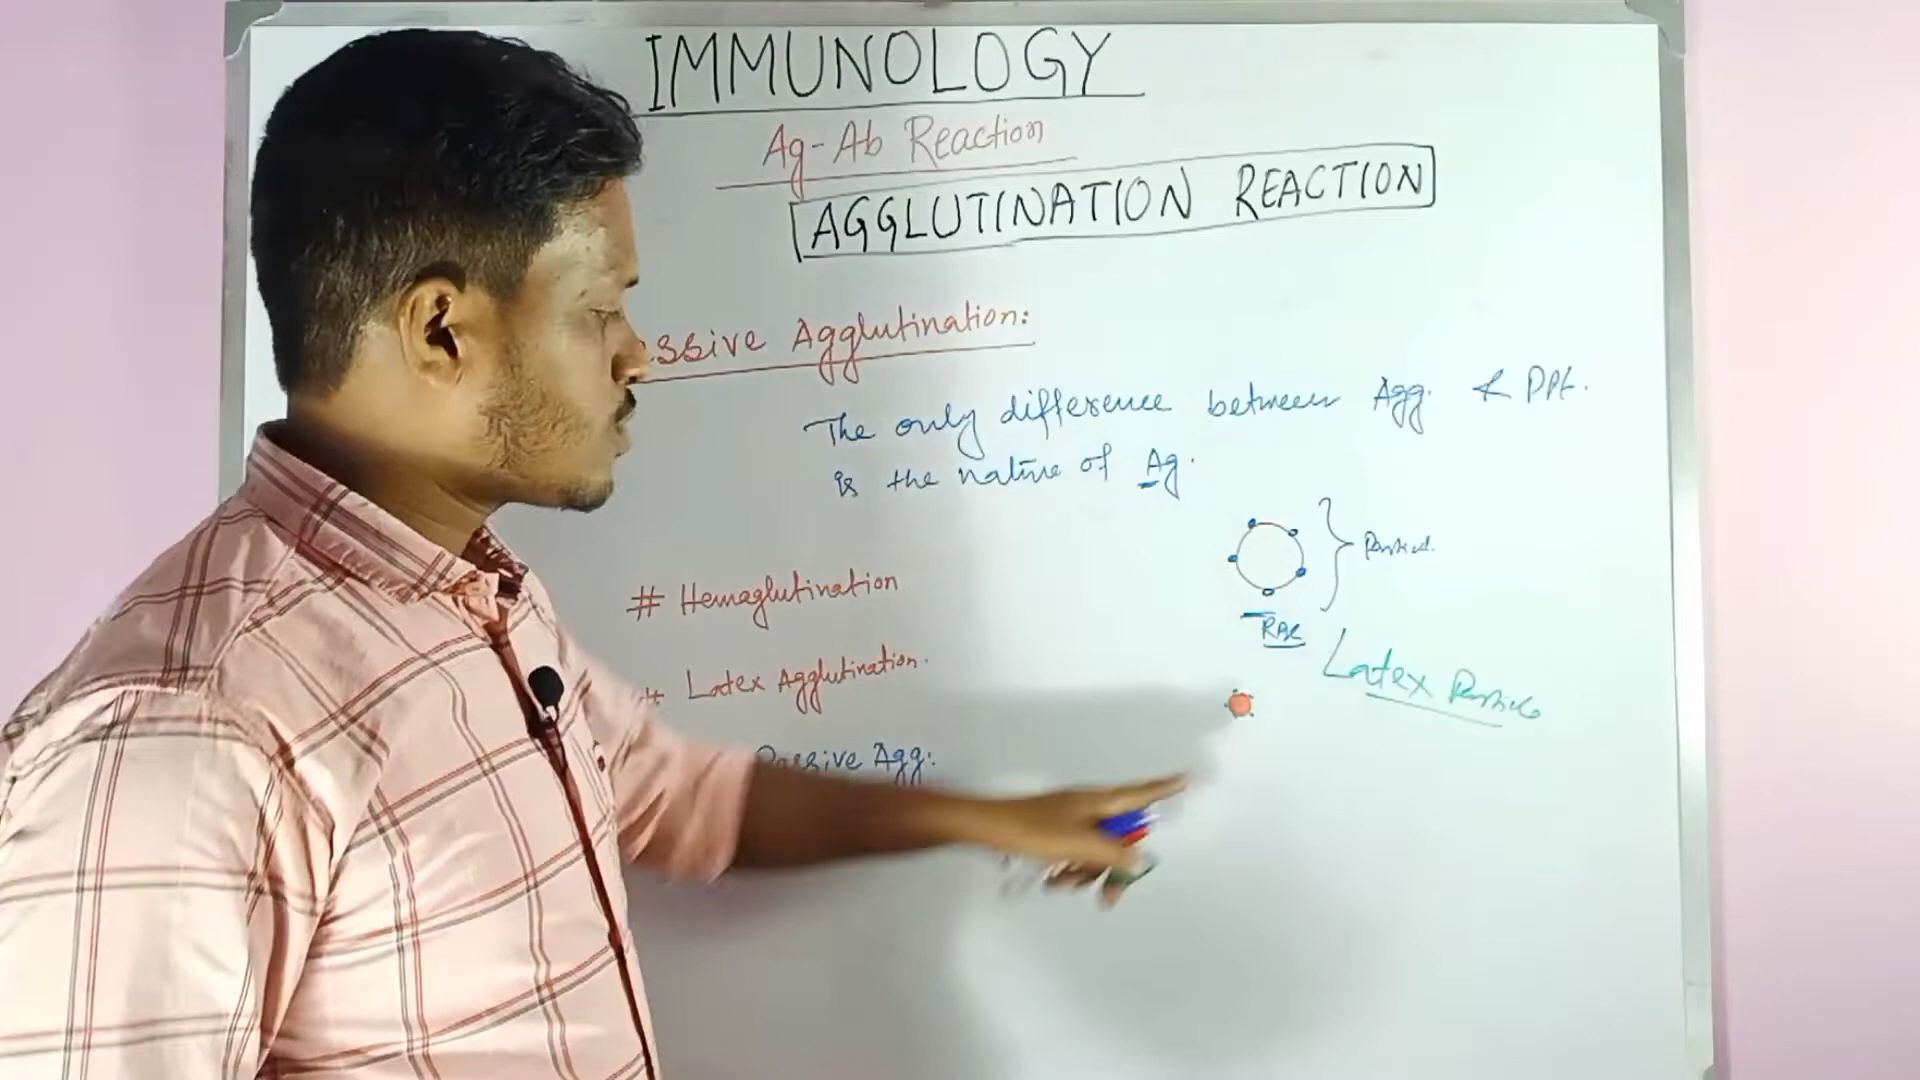 IMMUNOLOGY
Ag-Ab Reaction
AGGLUTINATION REACTION
ssive Agglutination:
The only difference between Agg. & PPt.
is the nature of Ag.
# Hemaglutination
RBC
# Latex Agglutination.
Latex
Passive Agg: